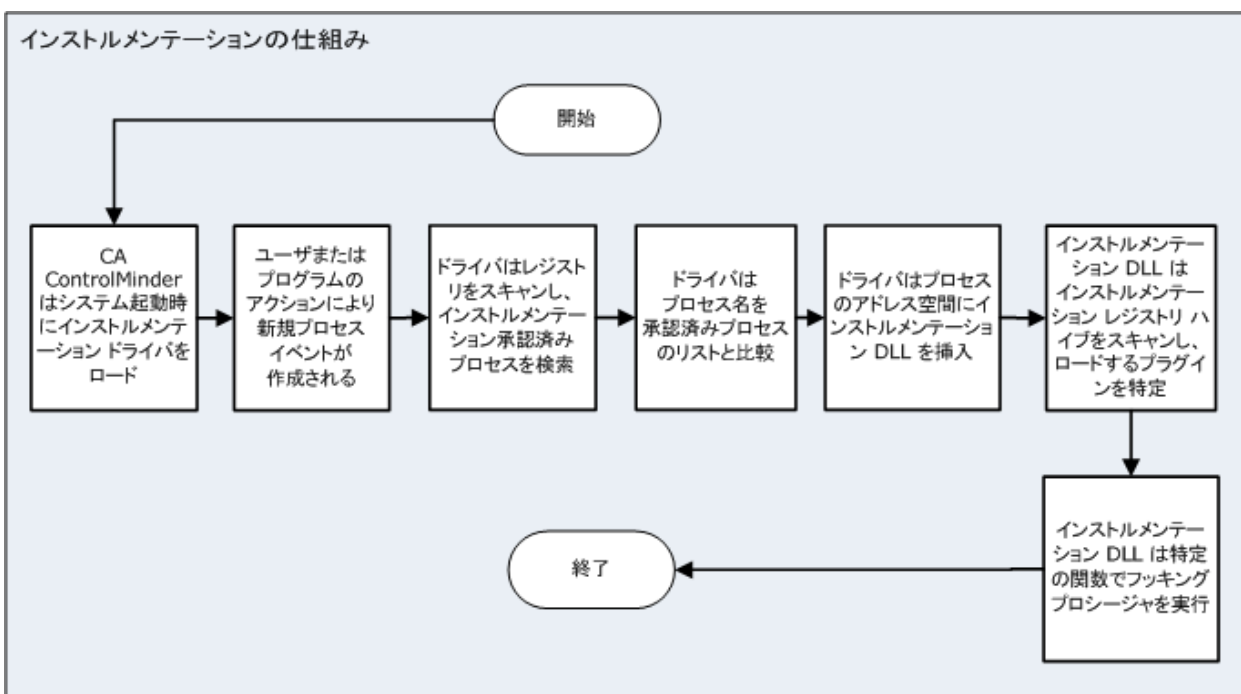 インストルメンテーションの仕組み
開始
CA
ControlMinder
はシステム起動時
にインストルメンテ
ーション ドライバを
ロード
ユーザまたは
プログラムの
アクションにより
新規プロセス
イベントが
作成される
ドライバはレジスト
リをスキャンし、
インストルメンテー
ション承認済み
プロセスを検索
ドライバは
プロセス名を
承認済みプロセス
のリストと比較
ドライバはプロセス
のアドレス空間にイ
ンストルメンテーショ
ン DLL を挿入
インストルメンテー
ション DLL は
インストルメンテー
ション レジストリ ハ
イブをスキャンし、
ロードするプラグイ
ンを特定
インストルメンテー
ション DLL は特定
の関数でフッキング
プロシージャを実行
終了